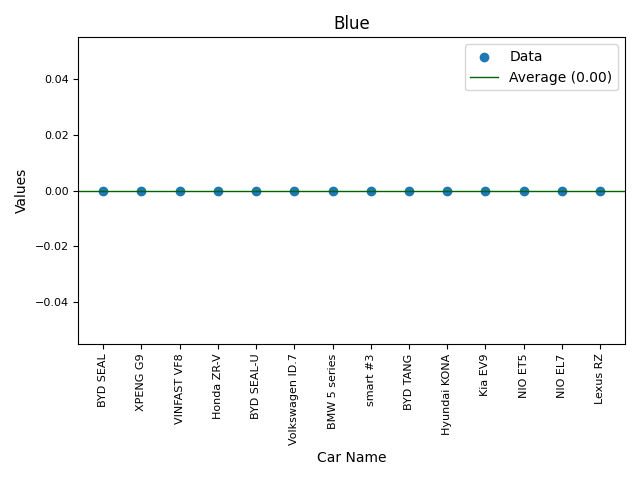 Blue
Data
Average (0.00)
Values
0.04
0.02
0.00
−0.02
−0.04
BYD SEAL
XPENG G9
VINFAST VF8
Honda ZR-V
BYD SEAL-U
Volkswagen ID.7
BMW 5 series
smart #3
BYD TANG
Hyundai KONA
Kia EV9
NIO ET5
NIO EL7
Lexus RZ
Car Name